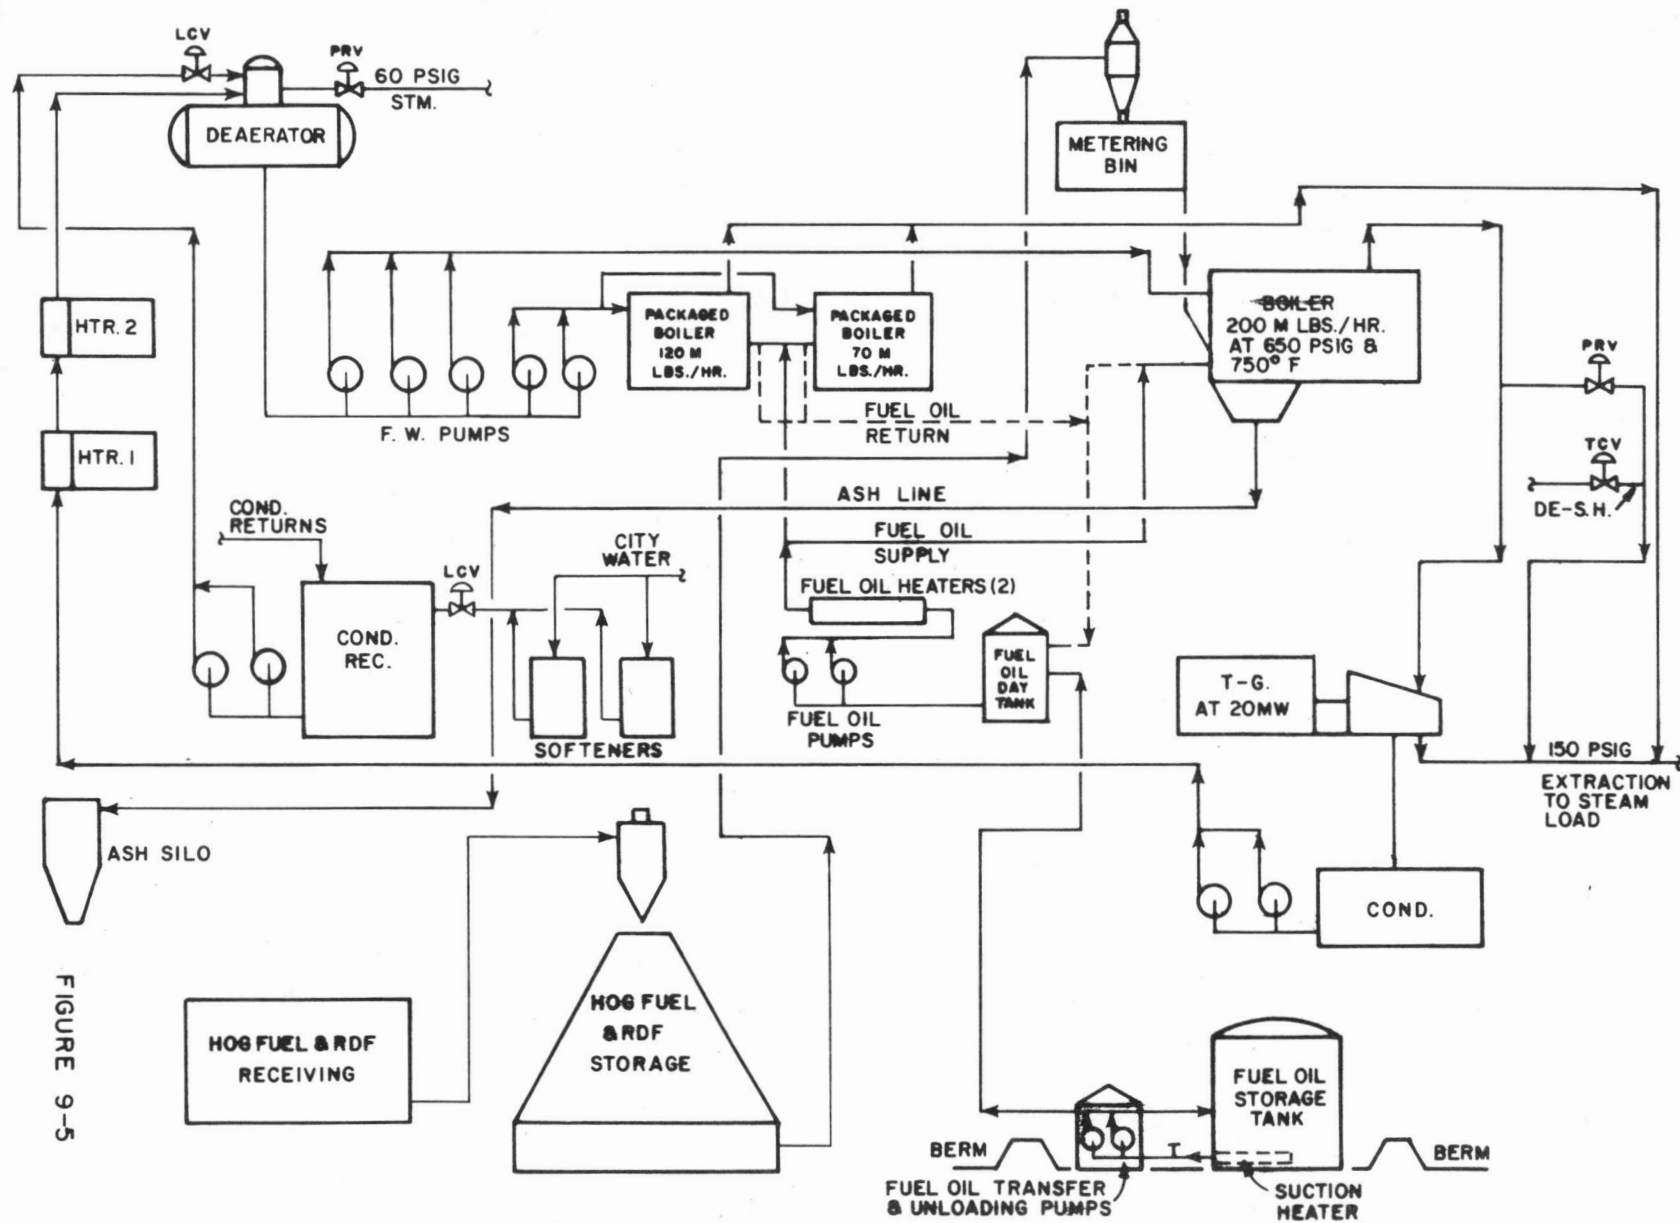 LCV
PRV
60 PSIG
STM.
DEAERATOR
METERING
BIN
HTR. 2
HTR. 1
PACKAGED
BOILER
120 M
LBS./HR.
PACKAGED
BOILER
70 M
LBS./HR.
BOILER
200 M LBS./HR.
AT 650 PSIG &
750° F
PRV
TCV
DE-S.H.
F. W. PUMPS
FUEL OIL
RETURN
ASH LINE
FUEL OIL
SUPPLY
COND.
RETURNS
LCV
CITY
WATER
FUEL OIL HEATERS (2)
COND.
REC.
SOFTENERS
FUEL
OIL
DAY
TANK
FUEL OIL
PUMPS
T-G.
AT 20MW
150 PSIG
EXTRACTION
TO STEAM
LOAD
ASH SILO
COND.
FIGURE 9-5
HOG FUEL & RDF
RECEIVING
HOG FUEL
& RDF
STORAGE
FUEL OIL
STORAGE
TANK
BERM
T
BERM
FUEL OIL TRANSFER
& UNLOADING PUMPS
SUCTION
HEATER